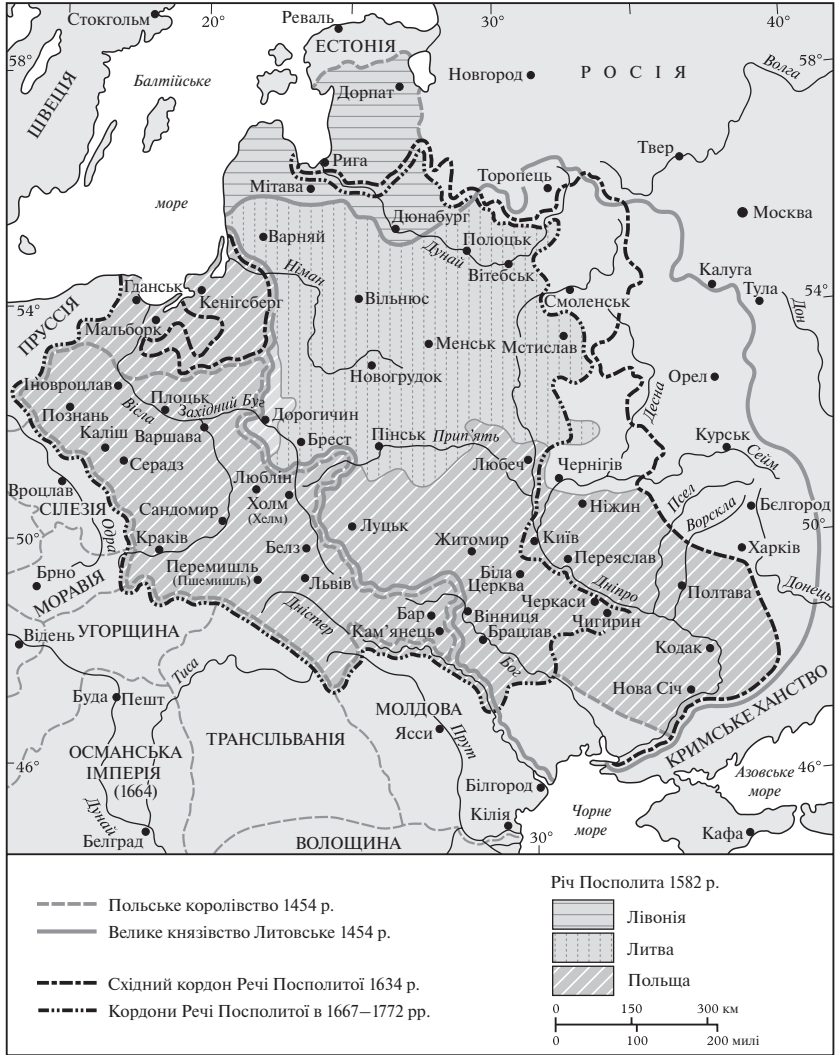 Стокгольм
20°
Реваль
30°
40°
ЕСТОНІЯ
58°
58°
ШВЕЦІЯ
Балтійське
Новгород
РОСІЯ
Волга
Дорпат
Твер
Рига
Торопець
Мітава
море
Дюнабург
Москва
Варняй
Полоцьк
Дунай
Вітебськ
Німан
Калуга
Гданськ
Кенігсберг
Вільнюс
Смоленськ
Тула
54°
54°
ПРУССІЯ
Мальборк
Дон
Менськ
Мстислав
Новогрудок
Орел
Іновроцлав
Плоцьк
Західний Буг
Десна
Познань
Вісла
Дорогичин
Каліш
Варшава
Брест
Пінськ
Прип'ять
Курськ
Серадз
Любеч
Чернігів
Сейм
Вроцлав
Люблін
Псел
СІЛЕЗІЯ
Сандомир
Холм
(Хелм)
Ніжин
Ворскла
Бєлгород
50°
Одра
Луцьк
50°
Краків
Белз
Житомир
Київ
Харків
Брно
Перемишль
(Пшемишль)
Переяслав
МОРАВІЯ
Львів
Біла
Церква
Дніпро
Полтава
Донець
Черкаси
Дністер
Бар
Вінниця
Чигирин
Відень
УГОРЩИНА
Кам'янець
Брацлав
Кодак
Тиса
Бог
Нова Січ
Буда
Пешт
МОЛДОВА
КРИМСЬКЕ ХАНСТВО
ТРАНСІЛЬВАНІЯ
Ясси
Прут
ОСМАНСЬКА
ІМПЕРІЯ
(1664)
46°
46°
Азовське
море
Білгород
Дунай
Чорне
море
Кілія
Белград
ВОЛОЩИНА
30°
Кафа
Річ Посполита 1582 р.
Польське королівство 1454 р.
Лівонія
Велике князівство Литовське 1454 р.
Литва
Східний кордон Речі Посполитої 1634 р.
Польща
Кордони Речі Посполитої в 1667–1772 рр.
0 150 300 км
0 100 200 милі